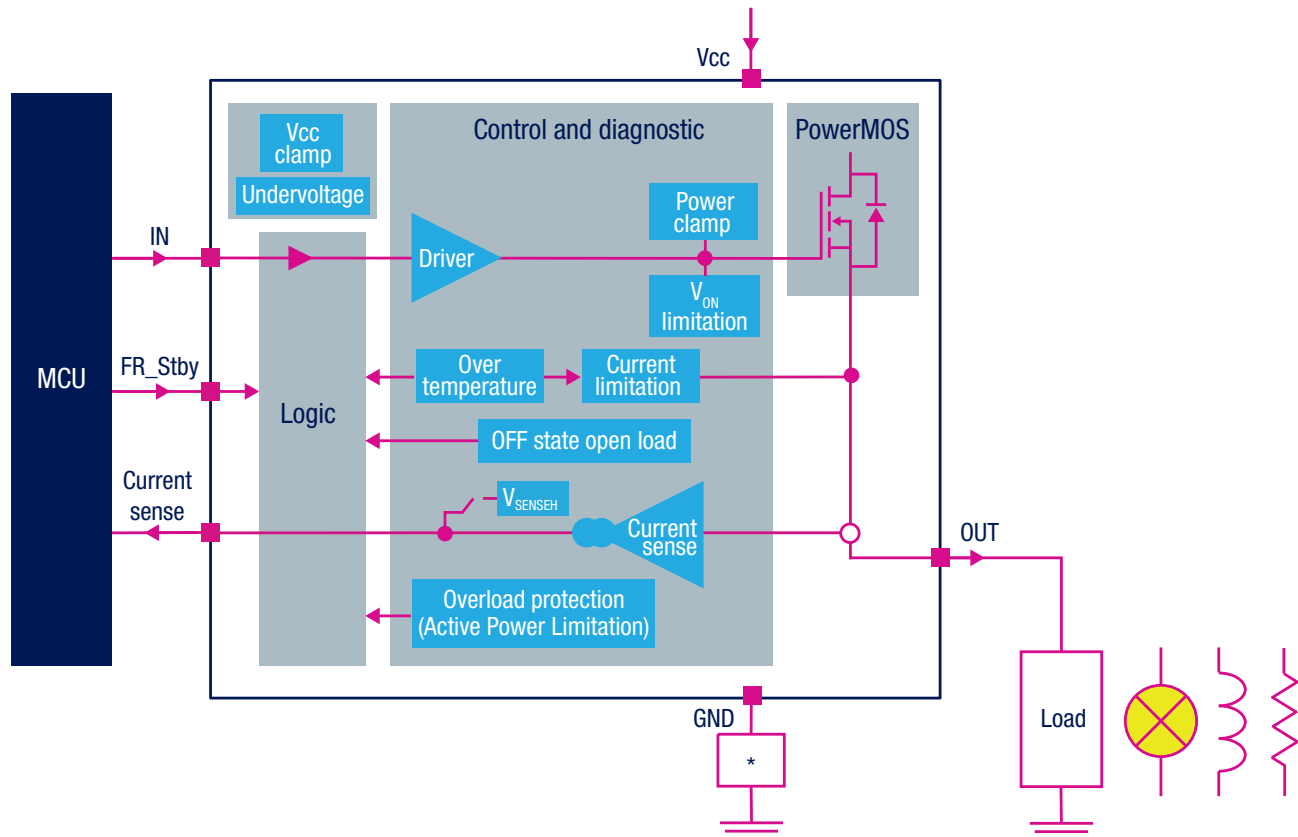 Vcc
Vcc
clamp
Undervoltage
Control and diagnostic
PowerMOS
Power
clamp
IN
Driver
VON
limitation
MCU
FR_Stby
Logic
Over
temperature
Current
limitation
OFF state open load
Current
sense
VSENSEH
Current
sense
OUT
Overload protection
(Active Power Limitation)
GND
*
Load